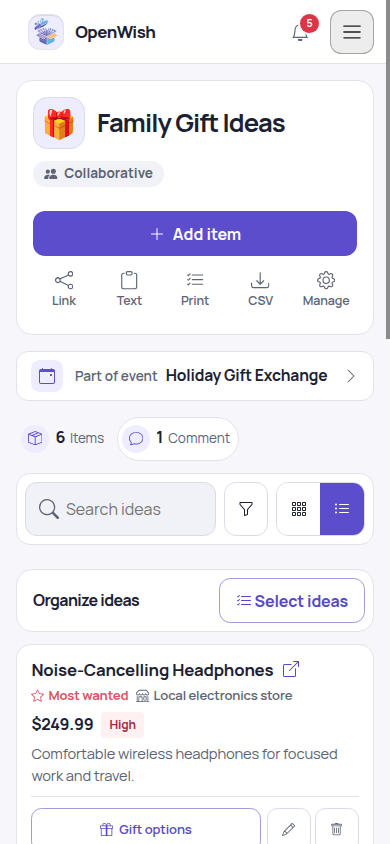 OpenWish
5
Family Gift Ideas
Collaborative
Add item
Link Text Print CSV Manage
Part of event Holiday Gift Exchange
6 Items 1 Comment
Search ideas
Organize ideas Select ideas
Noise-Cancelling Headphones
Most wanted Local electronics store
$249.99 High
Comfortable wireless headphones for focused
work and travel.
Gift options